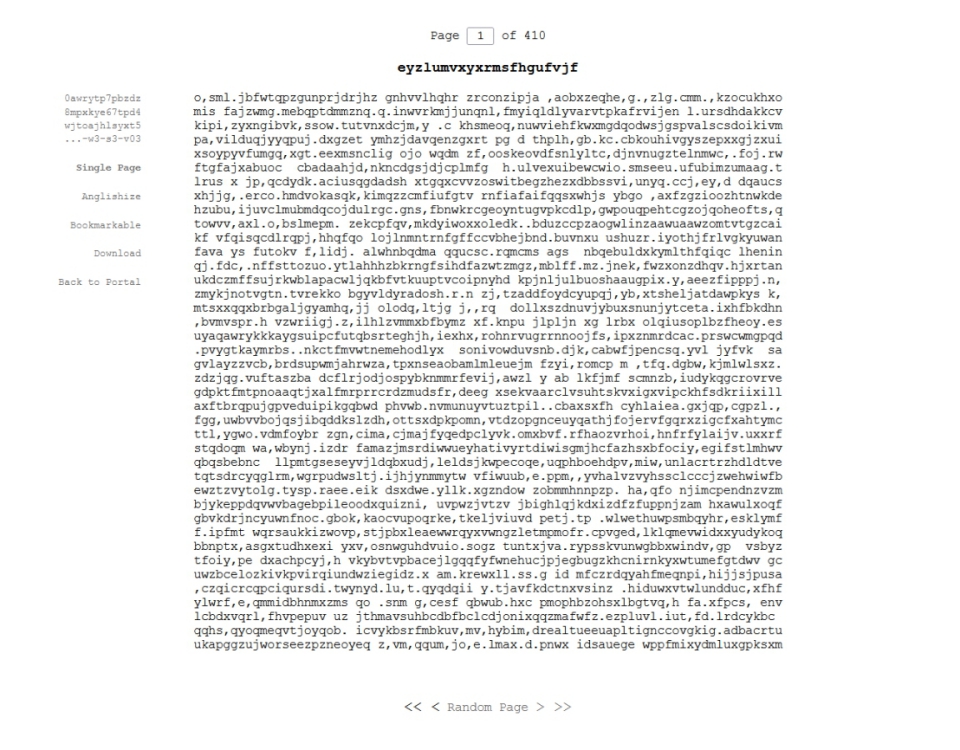 Page 1 of 410
eyzlumvxyxrmsfhgufvjf
0awrytp7pbzdz
8mpxkye67tpd4
wjtoajhlsyxt5
...-w3-s3-v03
Single Page
Anglishize
Bookmarkable
Download
Back to Portal
o,sml.jbfwtqpzgunprjdrjhz gnhvvlhqhr zrconzipja ,aobxzeqhe,g.,zlg.cmm.,kzocukhxo
mis fajzwmg.mebqptdmmznq.q.inwvrkmjjunqnl,fmyiqldlyvarvtpkafrvijen l.ursdhdakkcv
kipi,zyxngibvk,ssow.tutvnxdcjm,y .c khsmeoq,nuwviehfkwxmgdqodwsjgspvalscsdoikivm
pa,vilduqjyyqpuj.dxgzet ymhzjdavqenzgxrt pg d thplh,gb.kc.cbkouhivgyszepxxgjzxui
xsoypyvfumgq,xgt.eexmsnclig ojo wqdm zf,ooskeovdfsnlyltc,djnvnugztelnmwc,.foj.rw
ftgfajxabuoc  cbadaahjd,nkncdgsjdjcplmfg  h.ulvexuibewcwio.smseeu.ufubimzumaag.t
lrus x jp,qcdydk.aciusqgdadsh xtgqxcvvzoswitbegzhezxdbbssvi,unyq.ccj,ey,d dqaucs
xhjjg,.erco.hmdvokasqk,kimqzzcmfiufgtv rnfiafaifqqsxwhjs ybgo ,axfzgzioozhtnwkde
hzubu,ijuvclmubmdqcojdulrgc.gns,fbnwkrcgeoyntugvpkcdlp,gwpouqpehtcgzojqoheofts,q
towvv,axl.o,bslmepm. zekcpfqv,mkdyiwoxxoledk..bduzccpzaogwlinzaawuaawzomtvtgzcai
kf vfqisqcdlrqpj,hhqfqo lojlnmntrnfgffccvbhejbnd.buvnxu ushuzr.iyothjfrlvgkyuwan
fava ys futokv f,lidj. alwhnbqdma qqucsc.rqmcms ags  nbqebuldxkymlthfqiqc lhenin
qj.fdc,.nffsttozuo.ytlahhhzbkrngfsihdfazwtzmgz,mblff.mz.jnek,fwzxonzdhqv.hjxrtan
ukdczmffsujrkwblapacwljqkbfvtkuuptvcoipnyhd kpjnljulbuoshaaugpix.y,aeezfipppj.n,
zmykjnotvgtn.tvrekko bgyvldyradosh.r.n zj,tzaddfoydcyupqj,yb,xtsheljatdawpkys k,
mtsxxqqxbrbgaljgyamhq,jj olodq,ltjg j,,rq  dollxszdnuvjybuxsnunjytceta.ixhfbkdhn
,bvmvspr.h vzwriigj.z,ilhlzvmmxbfbymz xf.knpu jlpljn xg lrbx olqiusoplbzfheoy.es
uyaqawrykkkaygsuipcfutqbsrteghjh,iexhx,rohnrvugrrnnoojfs,ipxznmrdcac.prswcwmgpqd
.pvygtkaymrbs..nkctfmvwtnemehodlyx  sonivowduvsnb.djk,cabwfjpencsq.yvl jyfvk  sa
gvlayzzvcb,brdsupwmjahrwza,tpxnseaobamlmleuejm fzyi,romcp m ,tfq.dgbw,kjmlwlsxz.
zdzjqg.vuftaszba dcflrjodjospybknmmrfevij,awzl y ab lkfjmf scmnzb,iudykqgcrovrve
gdpktfmtpnoaaqtjxalfmrprrcrdzmudsfr,deeg xsekvaarclvsuhtskvxigxvipckhfsdkriixill
axftbrqpujgpveduipikgqbwd phvwb.nvmunuyvtuztpil..cbaxsxfh cyhlaiea.gxjqp,cgpzl.,
fgg,uwbvvbojqsjibqddkslzdh,ottsxdpkpomn,vtdzopgnceuyqathjfojervfgqrxzigcfxahtymc
ttl,ygwo.vdmfoybr zgn,cima,cjmajfyqedpclyvk.omxbvf.rfhaozvrhoi,hnfrfylaijv.uxxrf
stqdoqm wa,wbynj.izdr famazjmsrdiwwueyhativyrtdiwisgmjhcfazhsxbfociy,egifstlmhwv
qbqsbebnc  llpmtgseseyvjldqbxudj,leldsjkwpecoqe,uqphboehdpv,miw,unlacrtrzhdldtve
tqtsdrcyqglrm,wgrpudwsltj.ijhjynmmytw vfiwuub,e.ppm,,yvhalvzvyhssclcccjzwehwiwfb
ewztzvytolg.tysp.raee.eik dsxdwe.yllk.xgzndow zobmmhnnpzp. ha,qfo njimcpendnzvzm
bjykeppdqvwvbagebpileoodxquizni, uvpwzjvtzv jbighlqjkdxizdfzfuppnjzam hxawulxoqf
gbvkdrjncyuwnfnoc.gbok,kaocvupoqrke,tkeljviuvd petj.tp .wlwethuwpsmbqyhr,esklymf
f.ipfmt wqrsaukkizwovp,stjpbxleaewwrqyxvwngzletmpmofr.cpvged,lklqmevwidxxyudykoq
bbnptx,asgxtudhxexi yxv,osnwguhdvuio.sogz tuntxjva.rypsskvunwgbbxwindv,gp  vsbyz
tfoiy,pe dxachpcyj,h vkybvtvpbacejlgqqfyfwnehucjpjegbugzkhcnirnkyxwtumefgtdwv gc
uwzbcelozkivkpvirqiundwziegidz.x am.krewxll.ss.g id mfczrdqyahfmeqnpi,hijjsjpusa
,czqicrcqpciqursdi.twynyd.lu,t.qyqdqii y.tjavfkdctnxvsinz .hiduwxvtwlundduc,xfhf
ylwrf,e,qmmidbhnmxzms qo .snm g,cesf qbwub.hxc pmophbzohsxlbgtvq,h fa.xfpcs, env
lcbdxvqrl,fhvpepuv uz jthmavsuhbcdbfbclcdjonixqqzmafwfz.ezpluvl.iut,fd.lrdcykbc
qqhs,qyoqmeqvtjoyqob. icvykbsrfmbkuv,mv,hybim,drealtueeuapltignccovgkig.adbacrtu
ukapggzujworseezpzneoyeq z,vm,qqum,jo,e.lmax.d.pnwx idsauege wppfmixydmluxgpksxm
<< < Random Page > >>